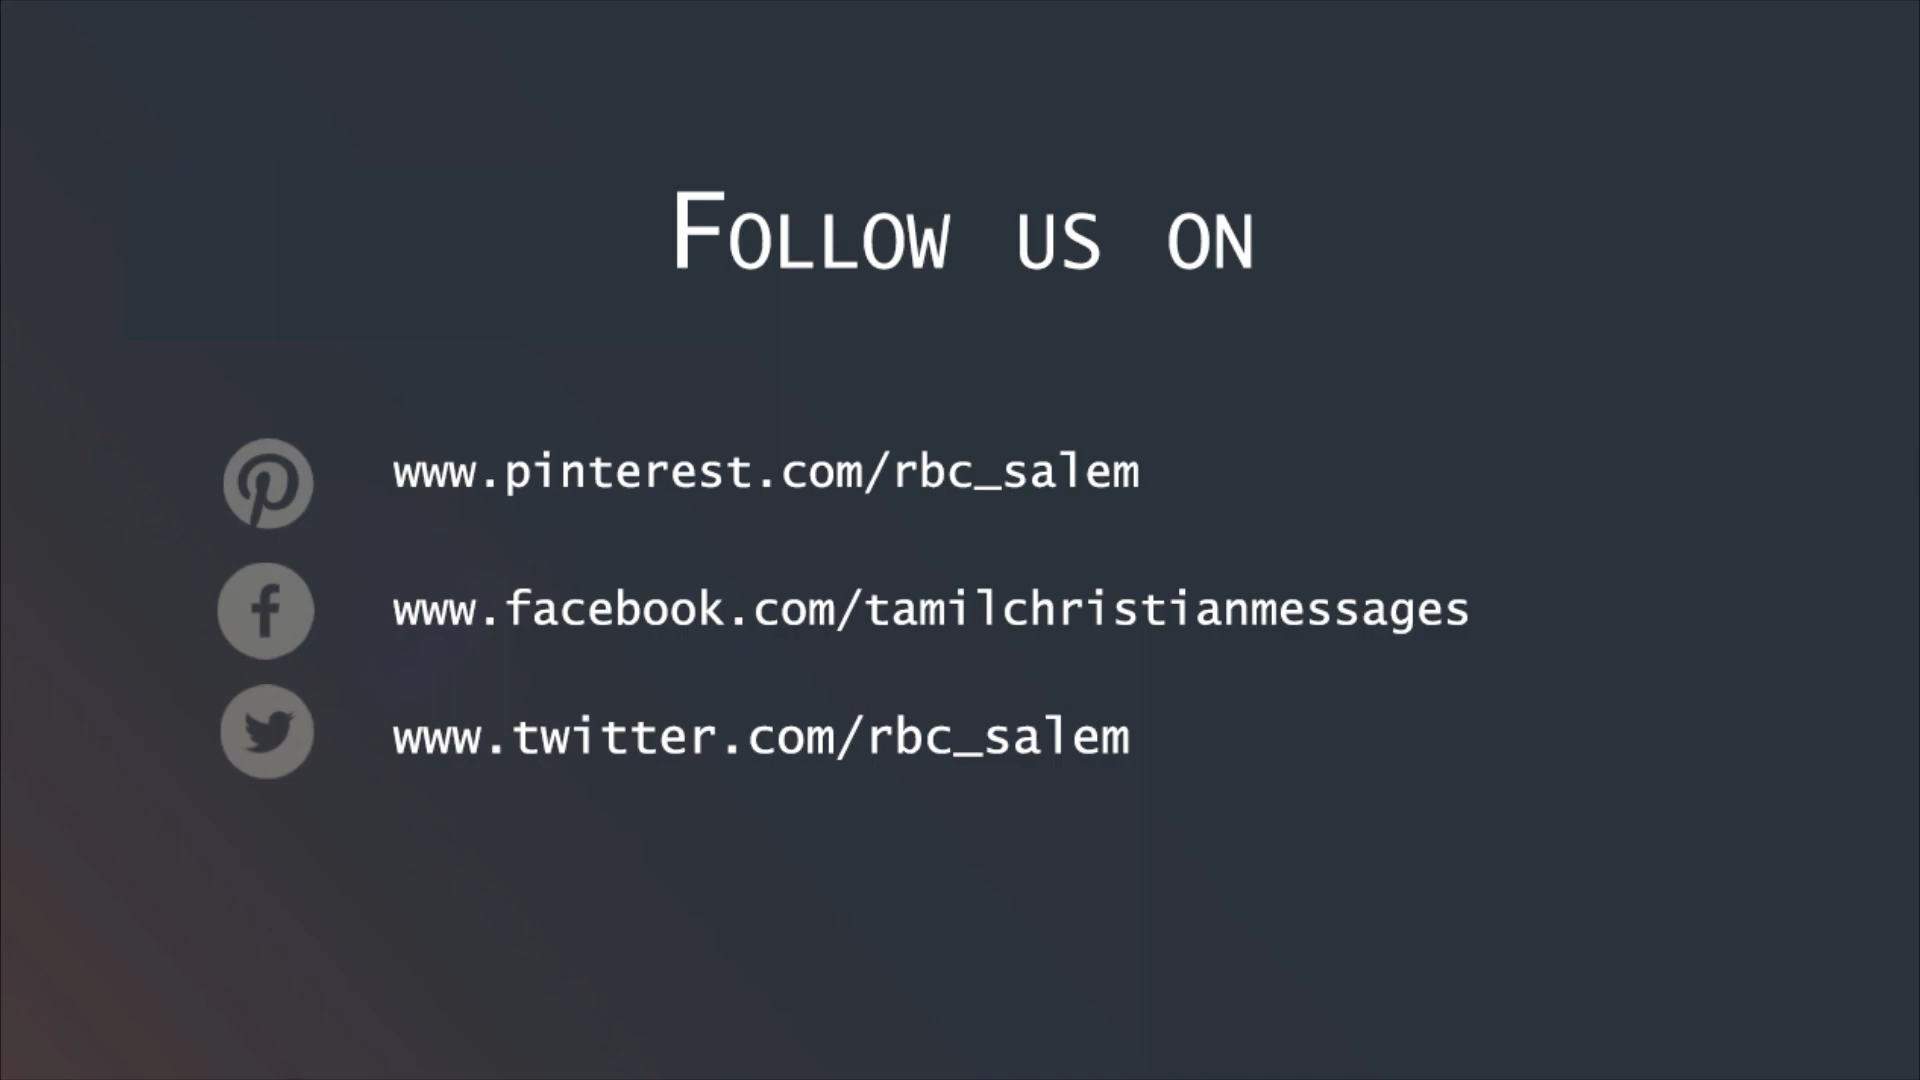 Follow us on
www.pinterest.com/rbc_salem
www.facebook.com/tamilchristianmessages
www.twitter.com/rbc_salem